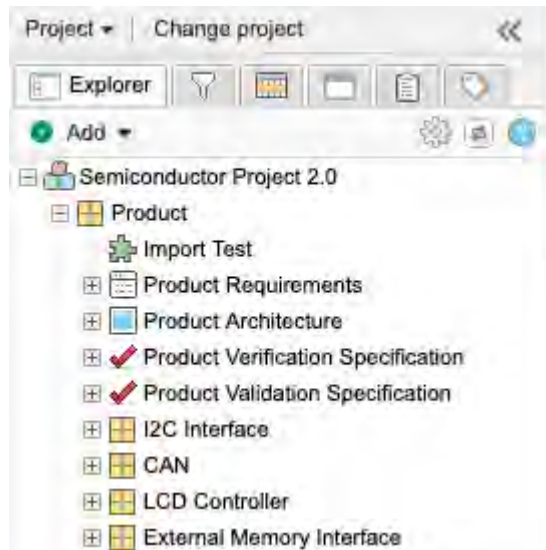 Project Change project
Explorer
Add
Semiconductor Project 2.0
Product
Import Test
Product Requirements
Product Architecture
Product Verification Specification
Product Validation Specification
I2C Interface
CAN
LCD Controller
External Memory Interface